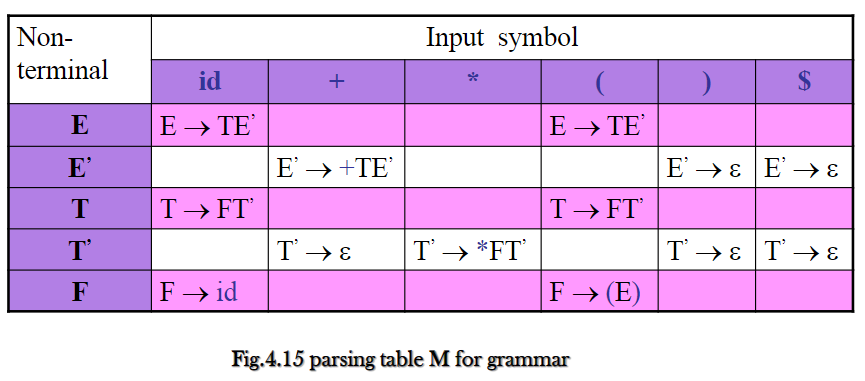 Non-
terminal
Input symbol
id + * ( ) $
E E → TE’ E → TE’
E’ E’ → +TE’ E’ → ε E’ → ε
T T → FT’ T → FT’
T’ T’ → ε T’ → *FT’ T’ → ε T’ → ε
F F → id F → (E)
Fig.4.15 parsing table M for grammar